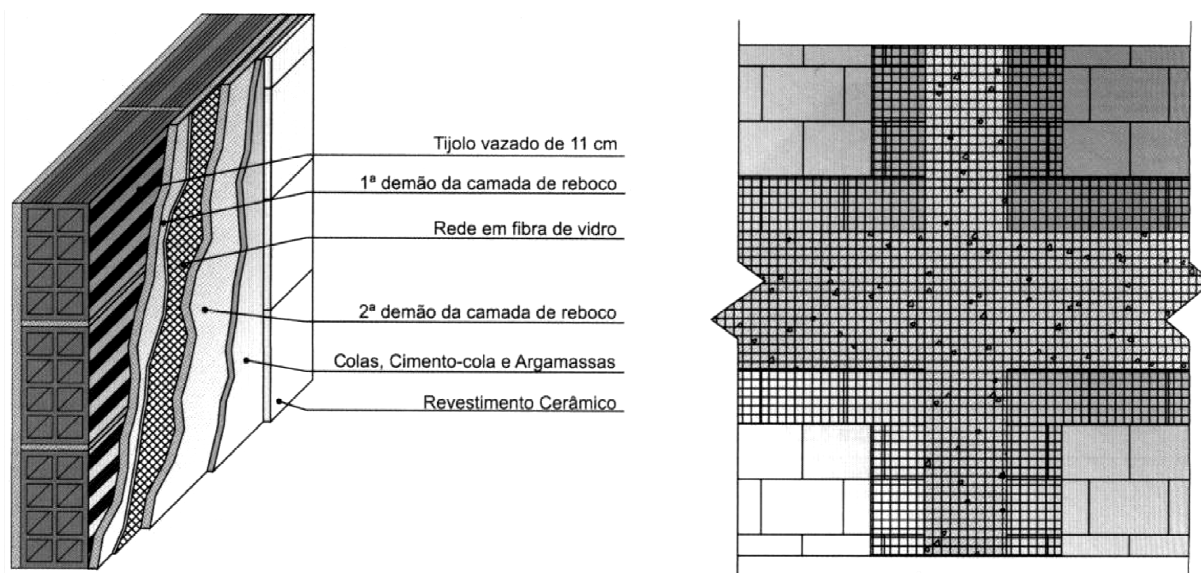 Tijolo vazado de 11 cm
1ª demão da camada de reboco
Rede em fibra de vidro
2ª demão da camada de reboco
Colas, Cimento-cola e Argamassas
Revestimento Cerâmico